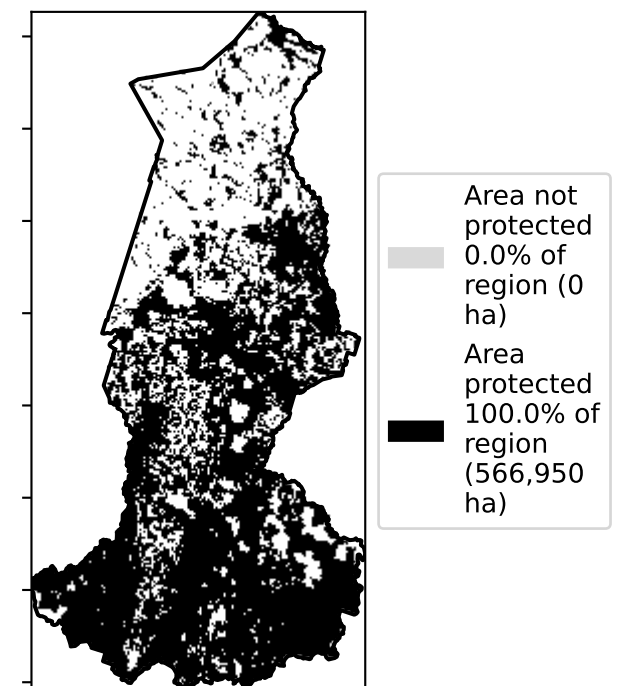 Area not
protected
0.0% of
region (0
ha)
Area
protected
100.0% of
region
(566,950
ha)